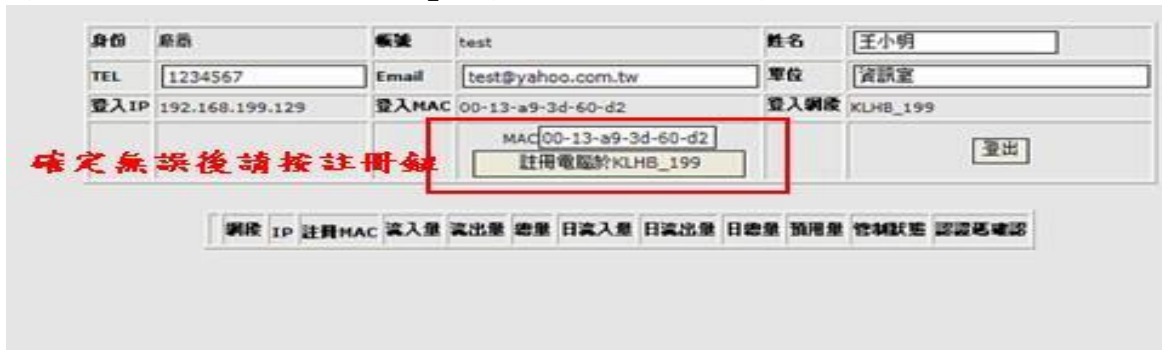 身份 廠商 帳號 test 姓名 王小明
TEL 1234567 Email test@yahoo.com.tw 單位 資訊室
登入IP 192.168.199.129 登入MAC 00-13-a9-3d-60-d2 登入網段 KLHB_199
MAC 00-13-a9-3d-60-d2
註冊電腦於KLHB_199 登出
確定無誤後請按註冊鈕
網段 IP 註冊MAC 流入量 流出量 總量 日流入量 日流出量 日總量 預用量 管制狀態 認證碼確認